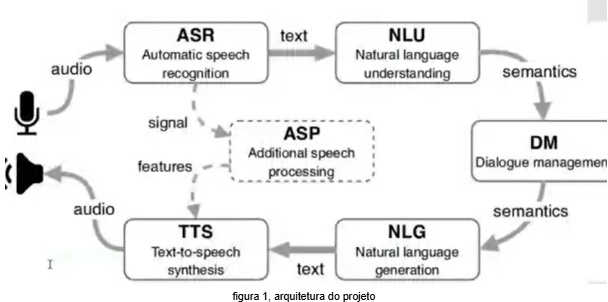 ASR
Automatic speech
recognition
text
NLU
Natural language
understanding
audio
semantics
signal
ASP
Additional speech
processing
features
DM
Dialogue management
audio
semantics
TTS
Text-to-speech
synthesis
text
NLG
Natural language
generation
figura 1, arquitetura do projeto